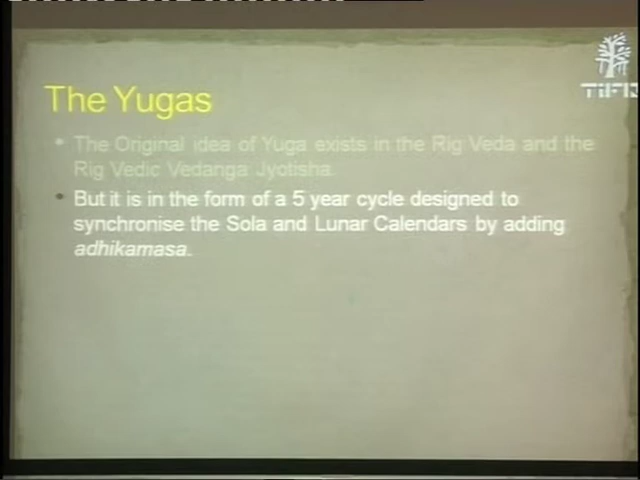 TIFR
The Yugas
• The Original idea of Yuga exists in the Rig Veda and the
Rig Vedic Vedanga Jyotisha.
• But it is in the form of a 5 year cycle designed to
synchronise the Sola and Lunar Calendars by adding
adhikamasa.